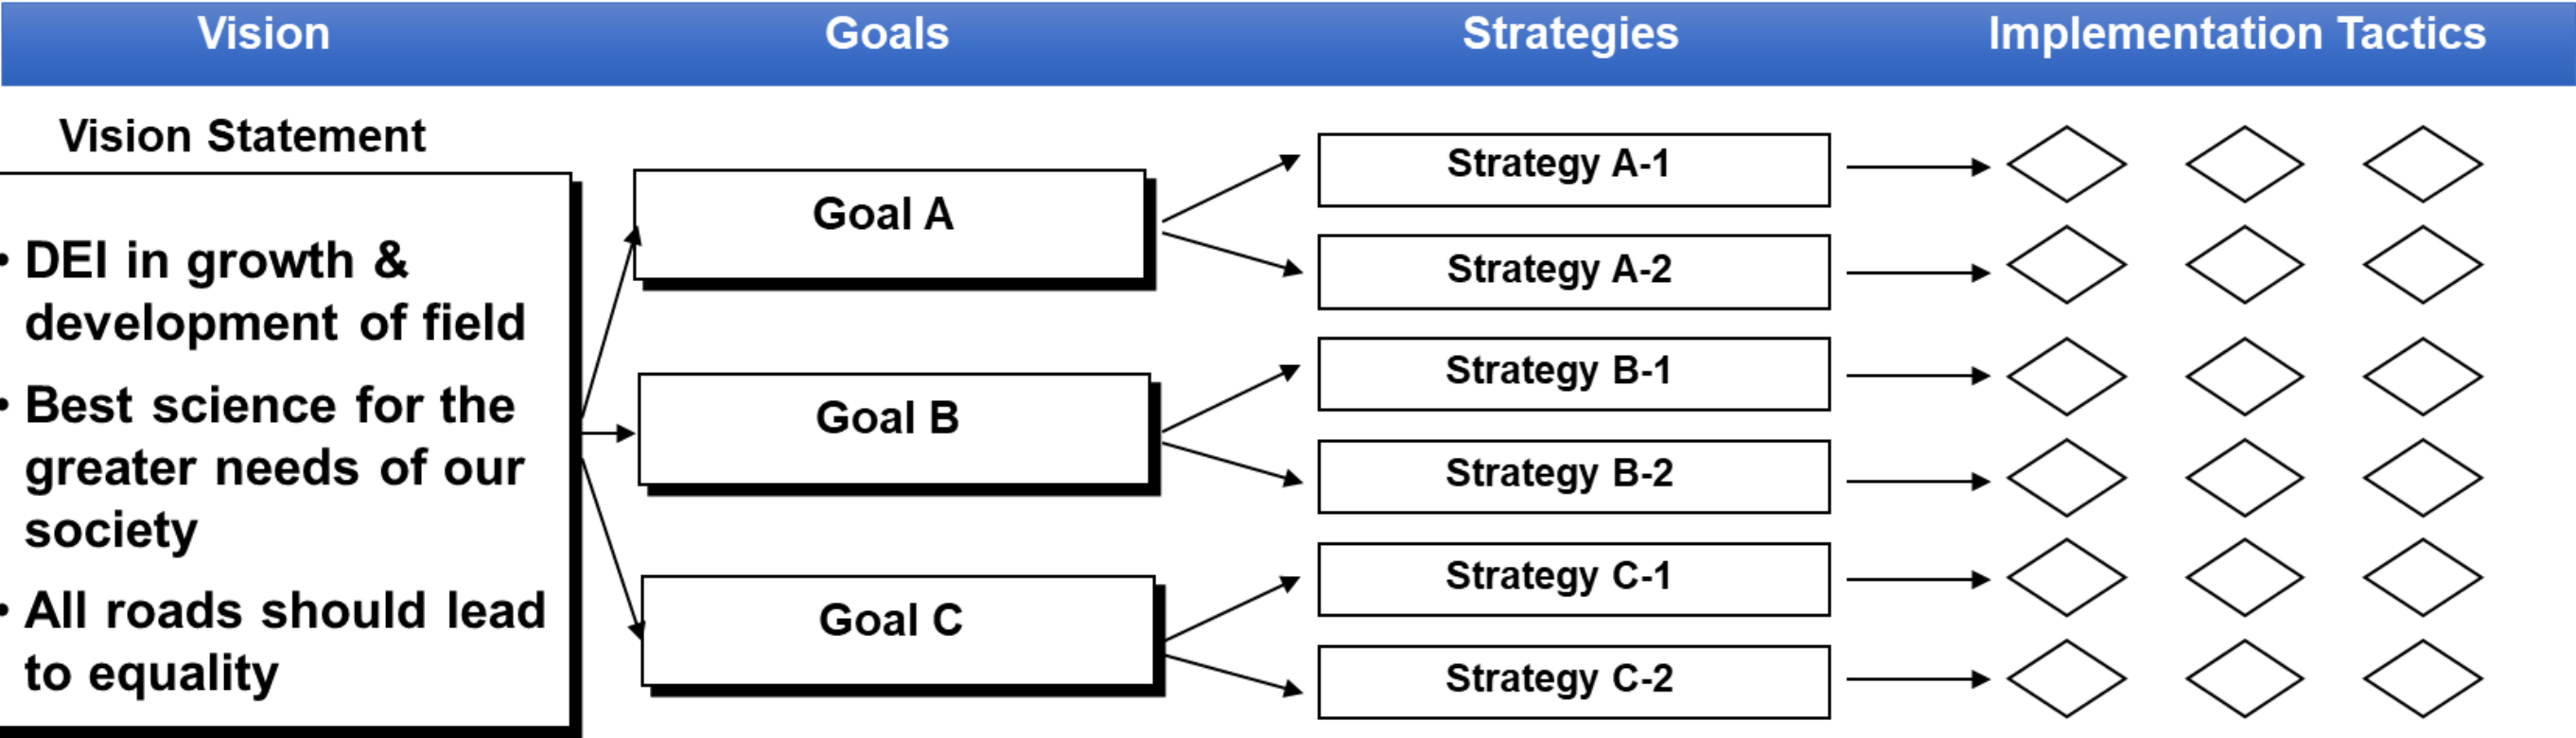 Vision Goals Strategies Implementation Tactics
Vision Statement
• DEI in growth &
development of field
• Best science for the
greater needs of our
society
• All roads should lead
to equality
Goal A
Goal B
Goal C
Strategy A-1
Strategy A-2
Strategy B-1
Strategy B-2
Strategy C-1
Strategy C-2